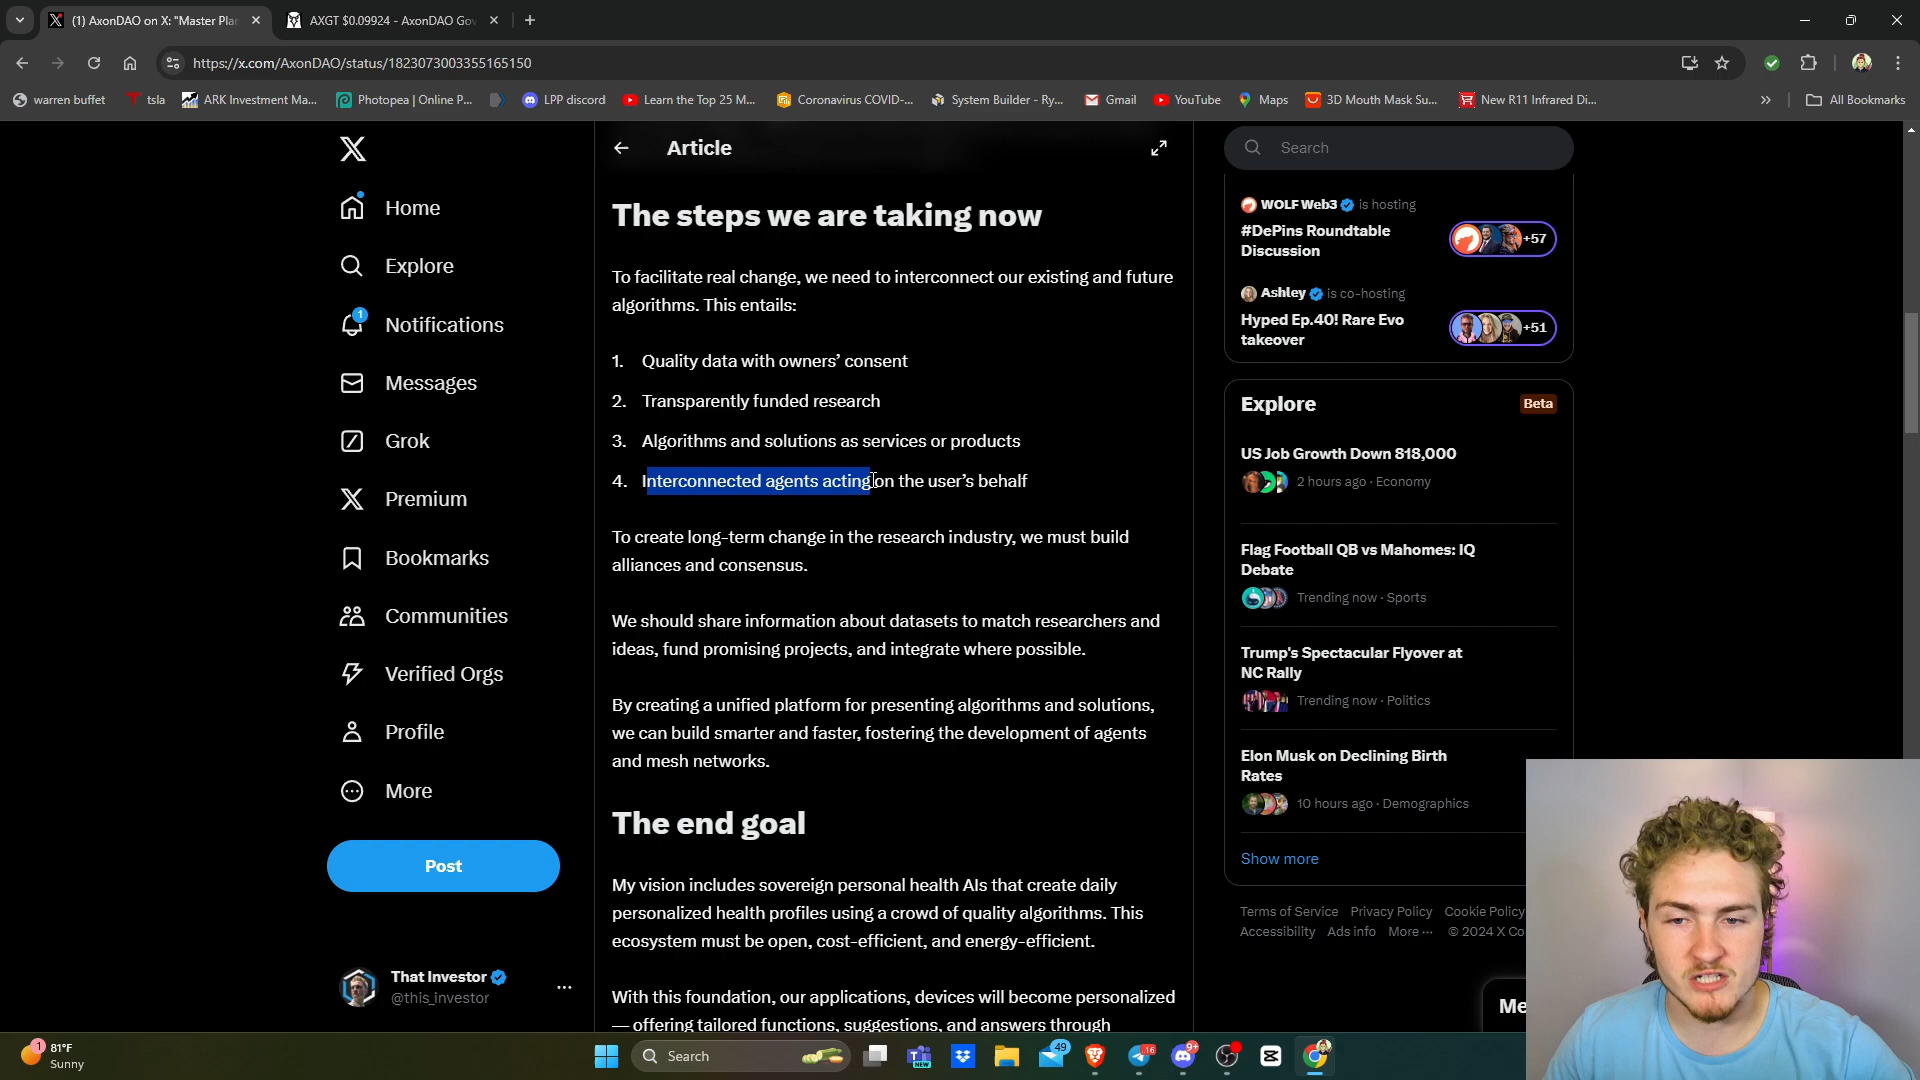 (1) AxonDAO on X: "Master Plan
AXGT $0.09924 - AxonDAO Gov
https://x.com/AxonDAO/status/1823073003355165150
warren buffet
tsla
ARK Investment Ma...
Photopea | Online P...
LPP discord
Learn the Top 25 M...
Coronavirus COVID-...
System Builder - Ry...
Gmail
YouTube
Maps
3D Mouth Mask Su...
New R11 Infrared Di...
All Bookmarks
Home
Explore
1
Notifications
Messages
Grok
Premium
Bookmarks
Communities
Verified Orgs
Profile
More
Post
That Investor
@this_investor
Article
The steps we are taking now
To facilitate real change, we need to interconnect our existing and future
algorithms. This entails:
1. Quality data with owners’ consent
2. Transparently funded research
3. Algorithms and solutions as services or products
4. Interconnected agents acting on the user’s behalf
To create long-term change in the research industry, we must build
alliances and consensus.
We should share information about datasets to match researchers and
ideas, fund promising projects, and integrate where possible.
By creating a unified platform for presenting algorithms and solutions,
we can build smarter and faster, fostering the development of agents
and mesh networks.
The end goal
My vision includes sovereign personal health AIs that create daily
personalized health profiles using a crowd of quality algorithms. This
ecosystem must be open, cost-efficient, and energy-efficient.
With this foundation, our applications, devices will become personalized
— offering tailored functions, suggestions, and answers through
Search
WOLF Web3 is hosting
#DePins Roundtable
Discussion
+57
Ashley is co-hosting
Hyped Ep.40! Rare Evo
takeover
+51
Explore
Beta
US Job Growth Down 818,000
2 hours ago · Economy
Flag Football QB vs Mahomes: IQ
Debate
Trending now · Sports
Trump's Spectacular Flyover at
NC Rally
Trending now · Politics
Elon Musk on Declining Birth
Rates
10 hours ago · Demographics
Show more
Terms of Service Privacy Policy Cookie Policy
Accessibility Ads info More ··· © 2024 X Co
Me
1
81°F
Sunny
Search
NEW
49
16
9+